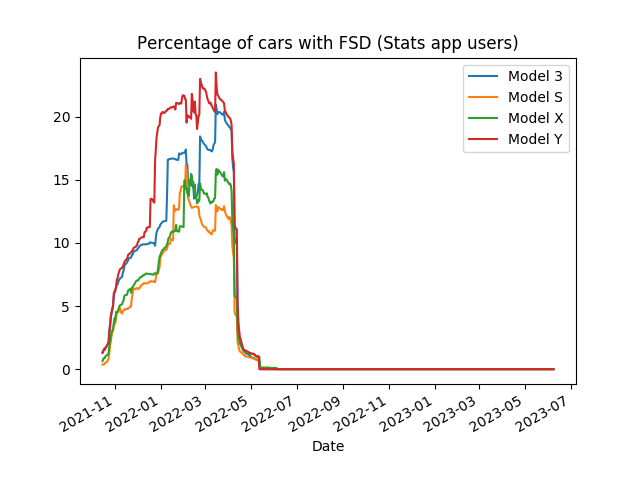 Percentage of cars with FSD (Stats app users)
Model 3
Model S
Model X
Model Y
20
15
10
5
0
2021-11
2022-01
2022-03
2022-05
2022-07
2022-09
2022-11
2023-01
2023-03
2023-05
2023-07
Date